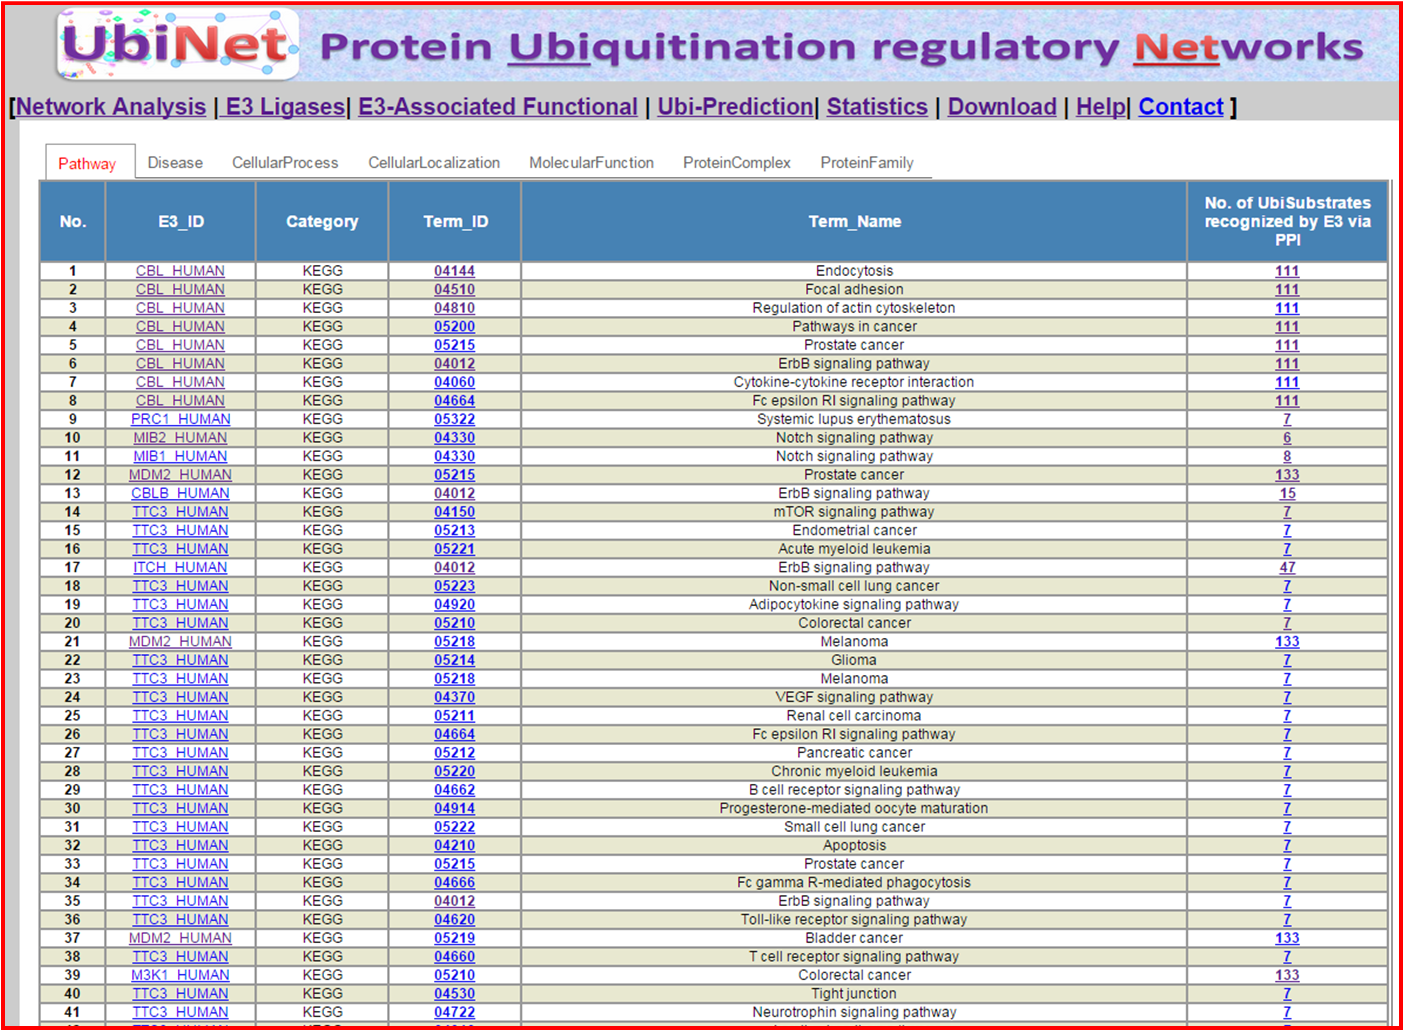 UbiNet Protein Ubiquitination regulatory Networks
[Network Analysis | E3 Ligases| E3-Associated Functional | Ubi-Prediction| Statistics | Download | Help| Contact ]
Pathway Disease CellularProcess CellularLocalization MolecularFunction ProteinComplex ProteinFamily
No. E3_ID Category Term_ID Term_Name No. of UbiSubstrates
recognized by E3 via
PPI
1 CBL_HUMAN KEGG 04144 Endocytosis 111
2 CBL_HUMAN KEGG 04510 Focal adhesion 111
3 CBL_HUMAN KEGG 04810 Regulation of actin cytoskeleton 111
4 CBL_HUMAN KEGG 05200 Pathways in cancer 111
5 CBL_HUMAN KEGG 05215 Prostate cancer 111
6 CBL_HUMAN KEGG 04012 ErbB signaling pathway 111
7 CBL_HUMAN KEGG 04060 Cytokine-cytokine receptor interaction 111
8 CBL_HUMAN KEGG 04664 Fc epsilon RI signaling pathway 111
9 PRC1_HUMAN KEGG 05322 Systemic lupus erythematosus 7
10 MIB2_HUMAN KEGG 04330 Notch signaling pathway 6
11 MIB1_HUMAN KEGG 04330 Notch signaling pathway 8
12 MDM2_HUMAN KEGG 05215 Prostate cancer 133
13 CBLB_HUMAN KEGG 04012 ErbB signaling pathway 15
14 TTC3_HUMAN KEGG 04150 mTOR signaling pathway 7
15 TTC3_HUMAN KEGG 05213 Endometrial cancer 7
16 TTC3_HUMAN KEGG 05221 Acute myeloid leukemia 7
17 ITCH_HUMAN KEGG 04012 ErbB signaling pathway 47
18 TTC3_HUMAN KEGG 05223 Non-small cell lung cancer 7
19 TTC3_HUMAN KEGG 04920 Adipocytokine signaling pathway 7
20 TTC3_HUMAN KEGG 05210 Colorectal cancer 7
21 MDM2_HUMAN KEGG 05218 Melanoma 133
22 TTC3_HUMAN KEGG 05214 Glioma 7
23 TTC3_HUMAN KEGG 05218 Melanoma 7
24 TTC3_HUMAN KEGG 04370 VEGF signaling pathway 7
25 TTC3_HUMAN KEGG 05211 Renal cell carcinoma 7
26 TTC3_HUMAN KEGG 04664 Fc epsilon RI signaling pathway 7
27 TTC3_HUMAN KEGG 05212 Pancreatic cancer 7
28 TTC3_HUMAN KEGG 05220 Chronic myeloid leukemia 7
29 TTC3_HUMAN KEGG 04662 B cell receptor signaling pathway 7
30 TTC3_HUMAN KEGG 04914 Progesterone-mediated oocyte maturation 7
31 TTC3_HUMAN KEGG 05222 Small cell lung cancer 7
32 TTC3_HUMAN KEGG 04210 Apoptosis 7
33 TTC3_HUMAN KEGG 05215 Prostate cancer 7
34 TTC3_HUMAN KEGG 04666 Fc gamma R-mediated phagocytosis 7
35 TTC3_HUMAN KEGG 04012 ErbB signaling pathway 7
36 TTC3_HUMAN KEGG 04620 Toll-like receptor signaling pathway 7
37 MDM2_HUMAN KEGG 05219 Bladder cancer 133
38 TTC3_HUMAN KEGG 04660 T cell receptor signaling pathway 7
39 M3K1_HUMAN KEGG 05210 Colorectal cancer 133
40 TTC3_HUMAN KEGG 04530 Tight junction 7
41 TTC3_HUMAN KEGG 04722 Neurotrophin signaling pathway 7